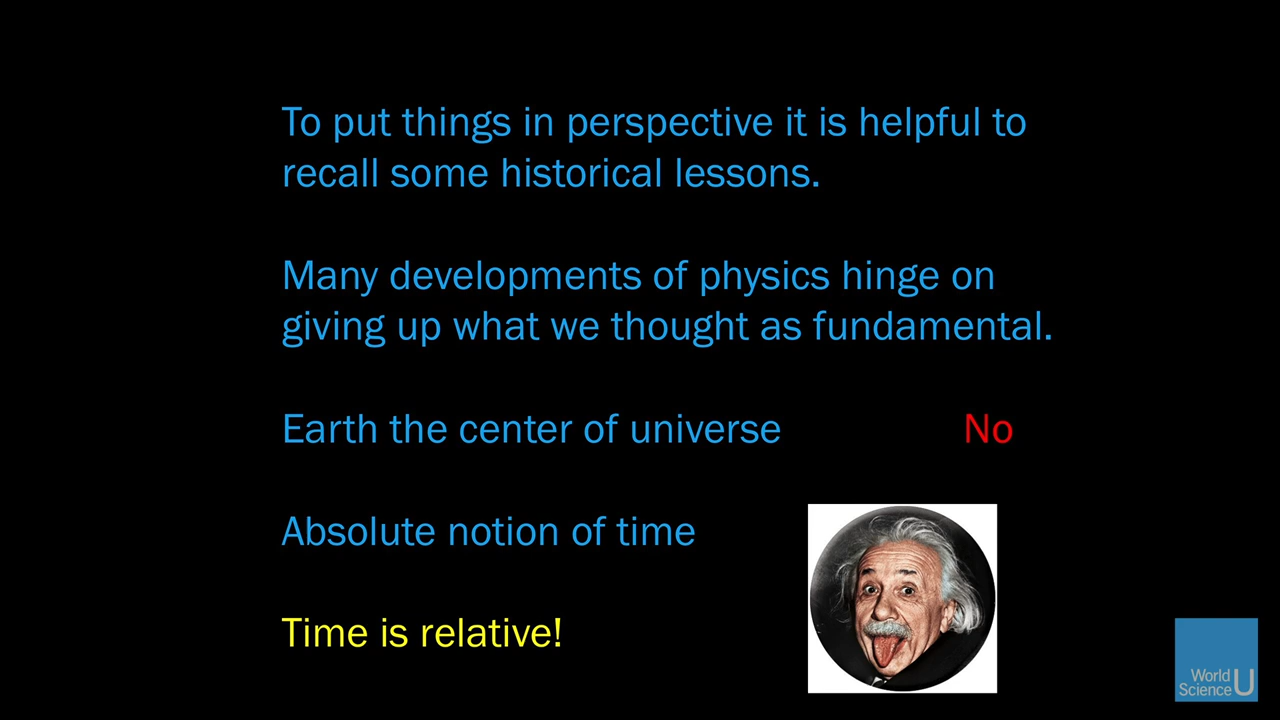 To put things in perspective it is helpful to
recall some historical lessons.
Many developments of physics hinge on
giving up what we thought as fundamental.
Earth the center of universe No
Absolute notion of time
Time is relative!
World
Science U